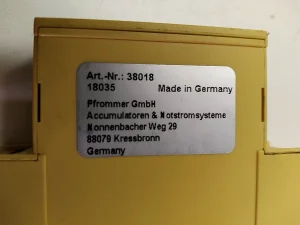 Art.-Nr.: 38018
18035 Made in Germany
Pfrommer GmbH
Accumulatoren & Notstromsysteme
Nonnenbacher Weg 29
88079 Kressbronn
Germany